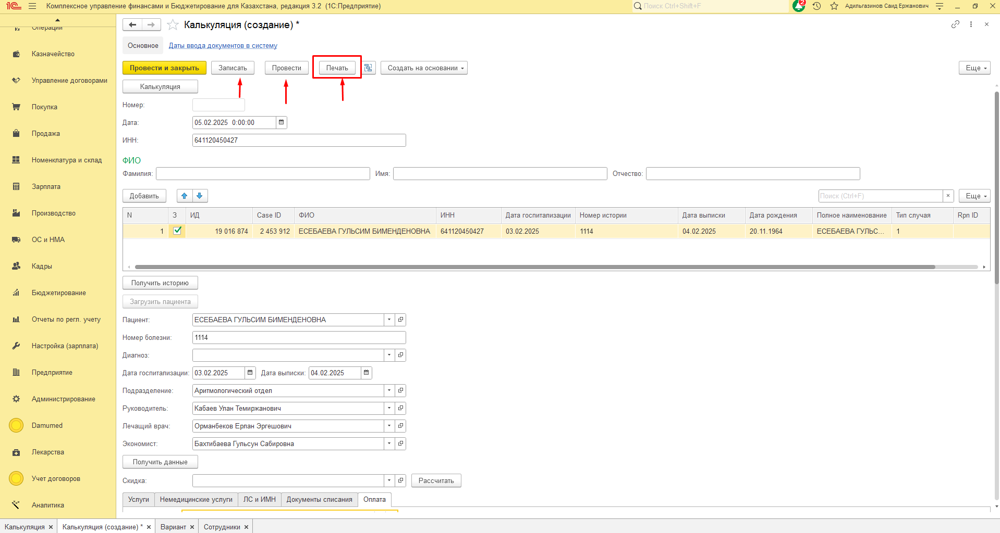 Комплексное управление финансами и Бюджетирование для Казахстана, редакция 3.2 (1С:Предприятие)
Поиск Ctrl+Shift+F
2
Адильгазинов Саид Ержанович
Операции
Казначейство
Управление договорами
Покупка
Продажа
Номенклатура и склад
Зарплата
Производство
ОС и НМА
Кадры
Бюджетирование
Отчеты по регл. учету
Настройка (зарплата)
Предприятие
Администрирование
Damumed
Лекарства
Учет договоров
Аналитика
Калькуляция (создание) *
Основное Даты ввода документов в систему
Провести и закрыть Записать Провести Печать Создать на основании Еще
Калькуляция
Номер:
Дата: 05.02.2025 0:00:00
ИНН: 641120450427
ФИО
Фамилия: Имя: Отчество:
Добавить Поиск (Ctrl+F) × Еще
N З ИД Case ID ФИО ИНН Дата госпитализации Номер истории Дата выписки Дата рождения Полное наименование Тип случая Rpn ID
1 19 016 874 2 453 912 ЕСЕБАЕВА ГУЛЬСИМ БИМЕНДЕНОВНА 641120450427 03.02.2025 1114 04.02.2025 20.11.1964 ЕСЕБАЕВА ГУЛЬС... 1
Получить историю
Загрузить пациента
Пациент: ЕСЕБАЕВА ГУЛЬСИМ БИМЕНДЕНОВНА
Номер болезни: 1114
Диагноз:
Дата госпитализации: 03.02.2025 Дата выписки: 04.02.2025
Подразделение: Аритмологический отдел
Руководитель: Кабаев Улан Темиржанович
Лечащий врач: Орманбеков Ерлан Эргешович
Экономист: Бахтибаева Гульсун Сабировна
Получить данные
Скидка: Рассчитать
Услуги Немедицинские услуги ЛС и ИМН Документы списания Оплата
Калькуляция × Калькуляция (создание) * × Вариант × Сотрудники ×